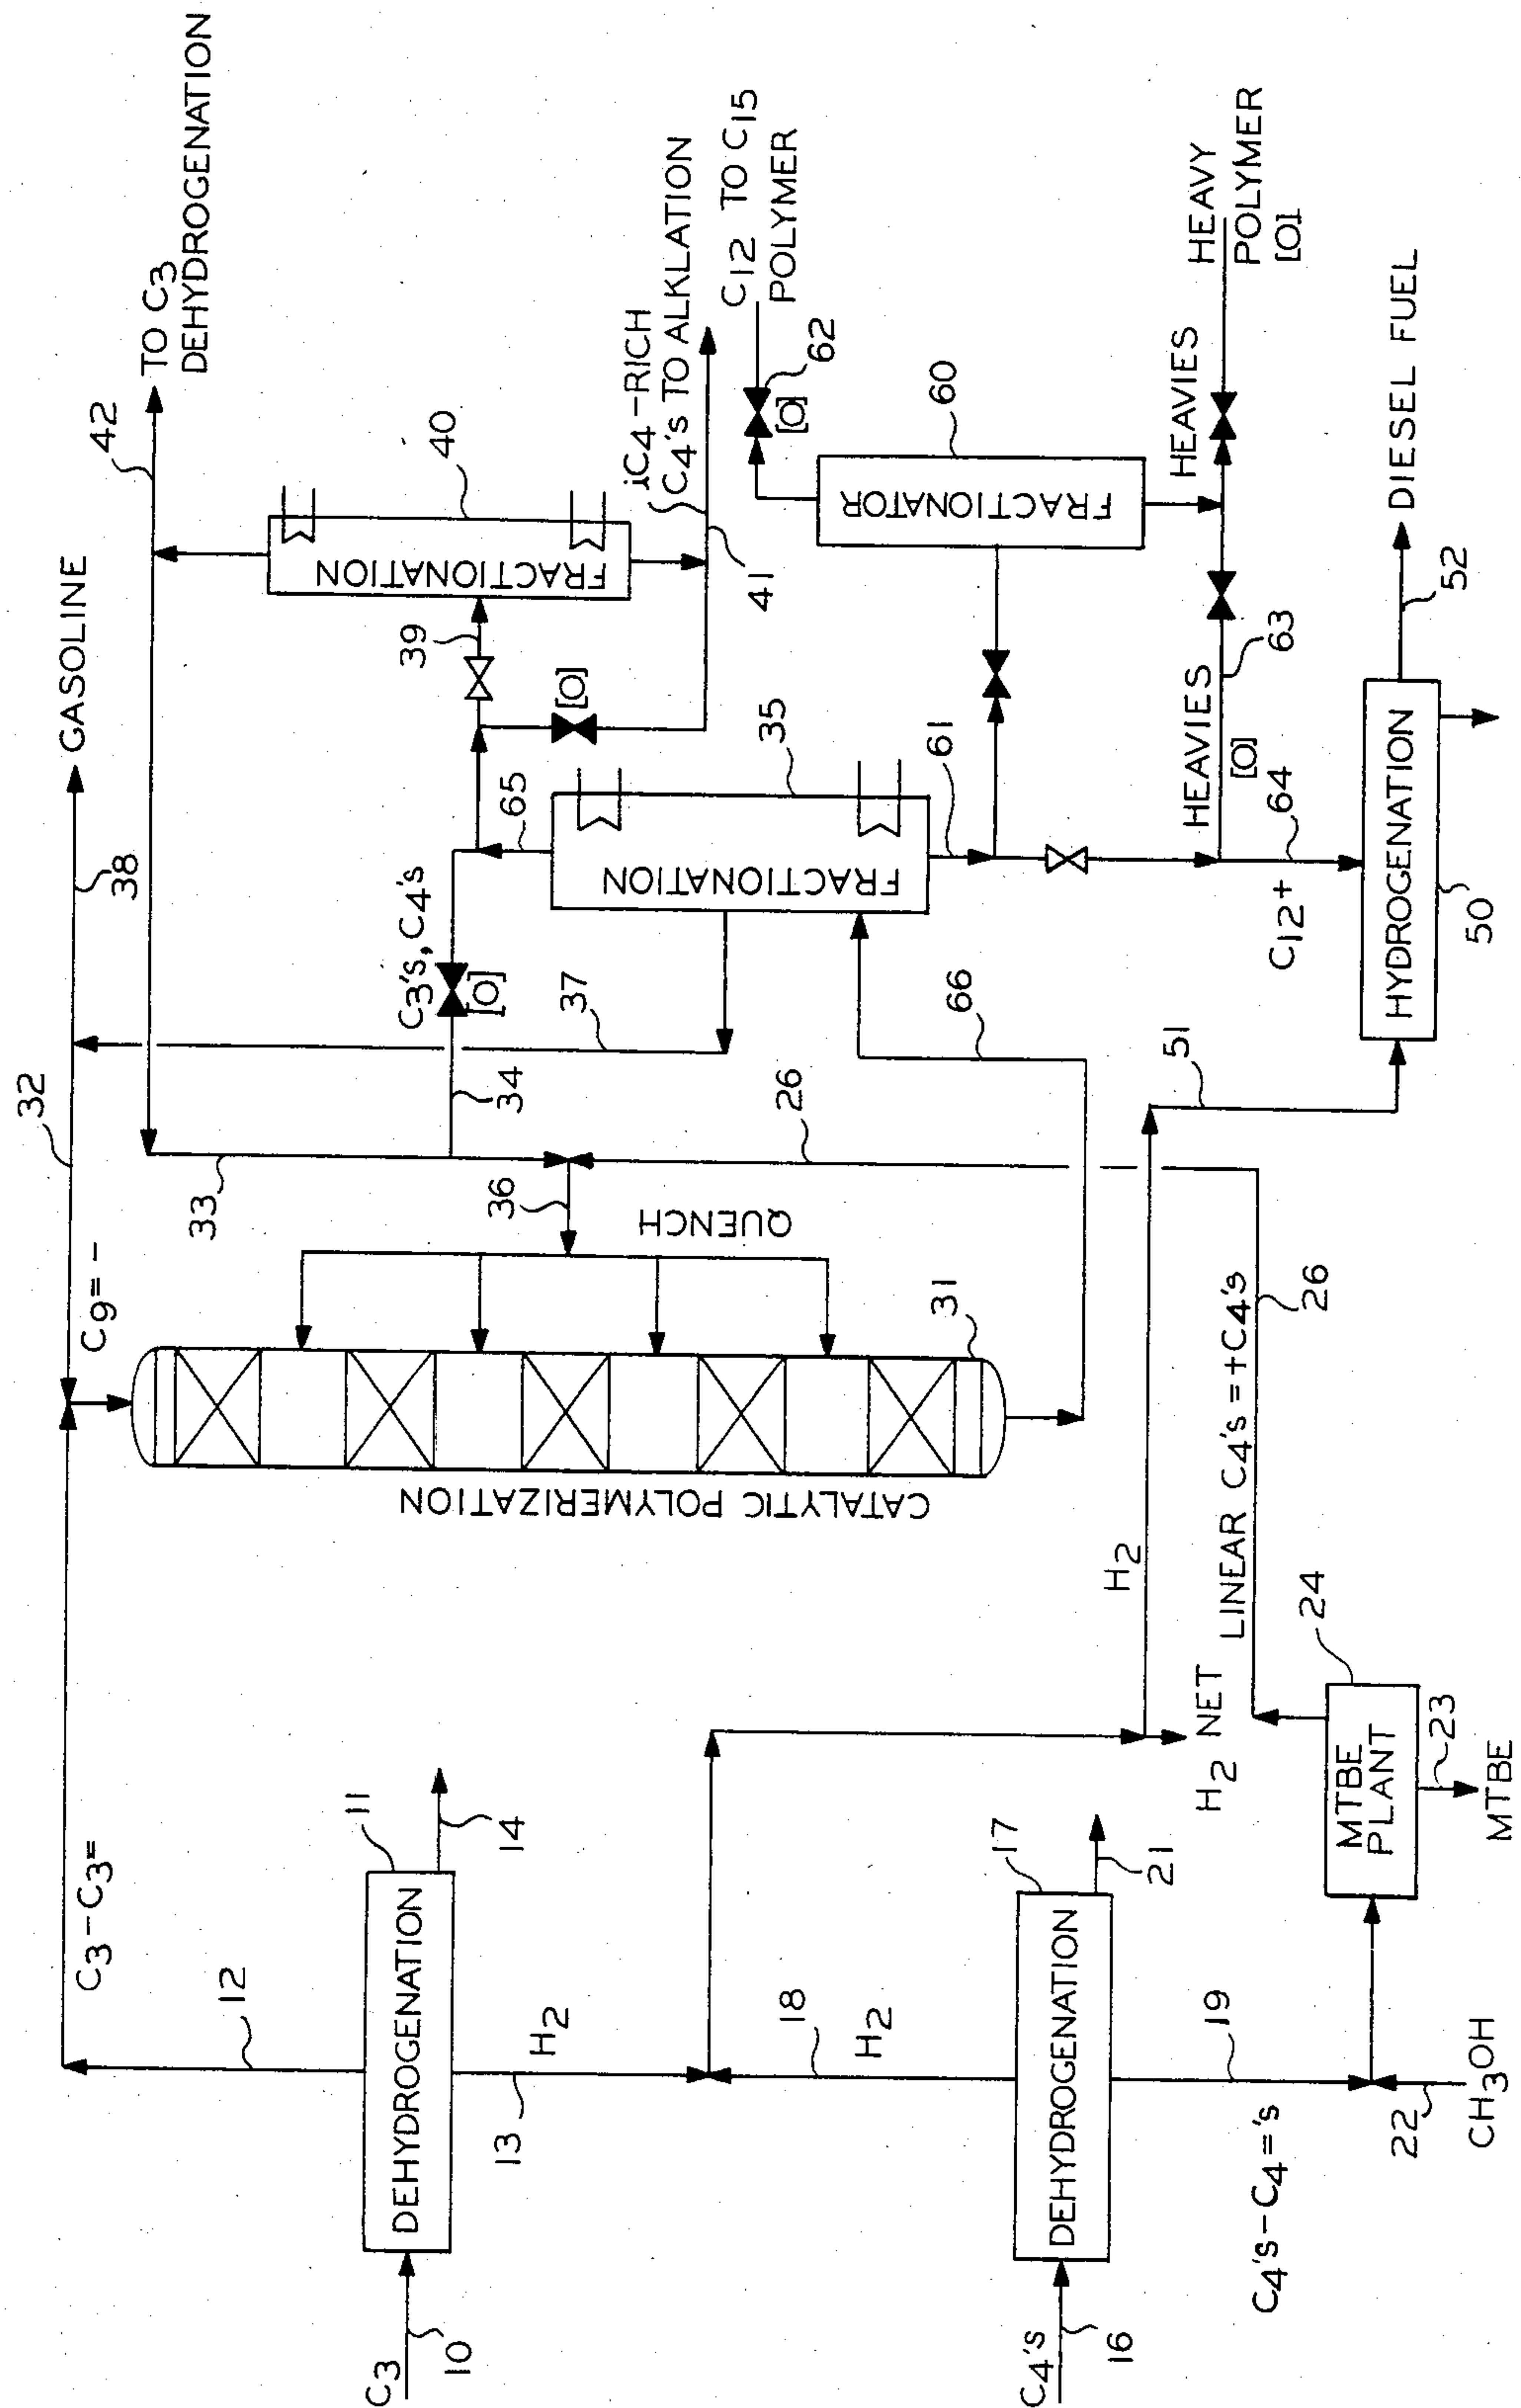 C3
10
DEHYDROGENATION
11
12
13
14
H2
C3-C3=
C4's
16
DEHYDROGENATION
17
18
H2
19
21
C4's-C4='s
22
CH3OH
MTBE
PLANT
24
23
MTBE
H2 NET
H2
LINEAR C4's=+C4's
26
CATALYTIC POLYMERIZATION
31
QUENCH
36
C9=-
32
33
34
26
66
51
37
38
GASOLINE
42
TO C3
DEHYDROGENATION
C3's, C4's
[O]
65
FRACTIONATION
35
39
[O]
FRACTIONATION
40
41
iC4-RICH
C4's TO ALKLATION
61
C12 TO C15
POLYMER
62
[O]
FRACTIONATOR
60
HEAVIES
HEAVY
POLYMER
[O]
HEAVIES
[O]
63
64
C12+
HYDROGENATION
50
52
DIESEL FUEL